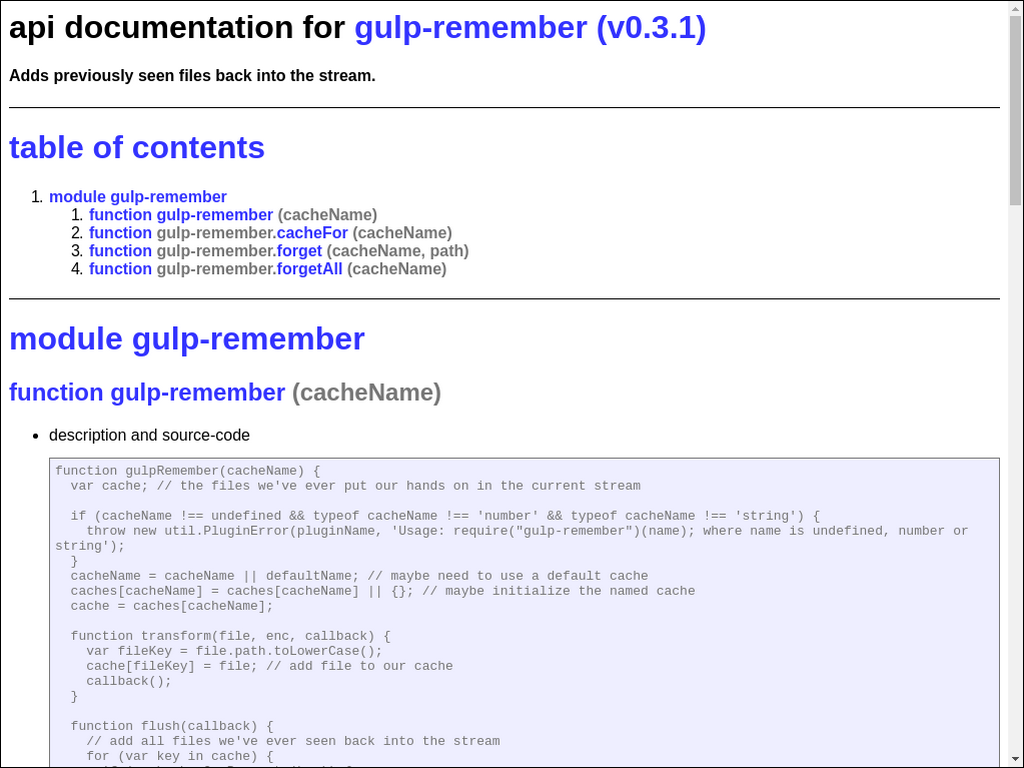 api documentation for gulp-remember (v0.3.1)
Adds previously seen files back into the stream.
table of contents
1. module gulp-remember
1. function gulp-remember (cacheName)
2. function gulp-remember.cacheFor (cacheName)
3. function gulp-remember.forget (cacheName, path)
4. function gulp-remember.forgetAll (cacheName)
module gulp-remember
function gulp-remember (cacheName)
• description and source-code
function gulpRemember(cacheName) {
  var cache; // the files we've ever put our hands on in the current stream

  if (cacheName !== undefined && typeof cacheName !== 'number' && typeof cacheName !== 'string') {
    throw new util.PluginError(pluginName, 'Usage: require("gulp-remember")(name); where name is undefined, number or
string');
  }
  cacheName = cacheName || defaultName; // maybe need to use a default cache
  caches[cacheName] = caches[cacheName] || {}; // maybe initialize the named cache
  cache = caches[cacheName];

  function transform(file, enc, callback) {
    var fileKey = file.path.toLowerCase();
    cache[fileKey] = file; // add file to our cache
    callback();
  }

  function flush(callback) {
    // add all files we've ever seen back into the stream
    for (var key in cache) {